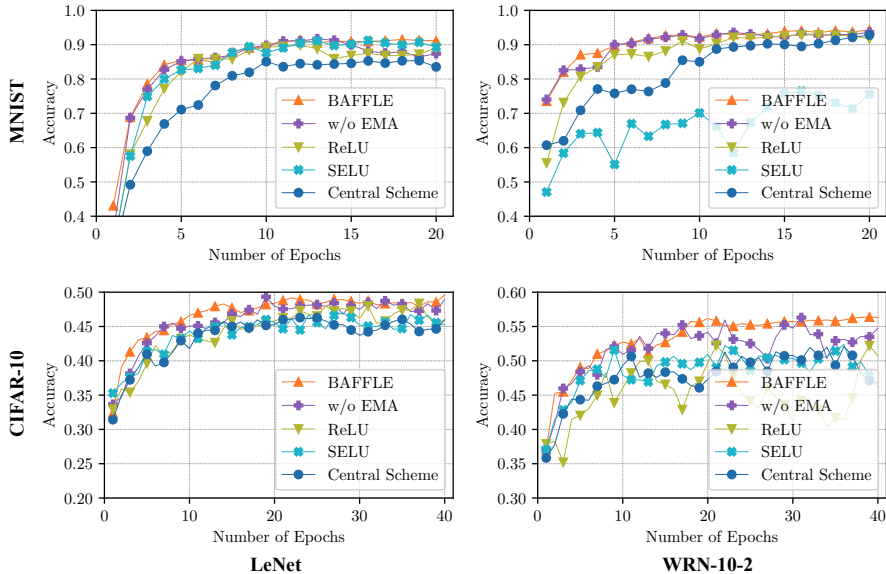 MNIST
Accuracy
1.0
0.9
0.8
0.7
0.6
0.5
0.4
0
5
10
15
20
Number of Epochs
BAFFLE
w/o EMA
ReLU
SELU
Central Scheme
Accuracy
1.0
0.9
0.8
0.7
0.6
0.5
0.4
0
5
10
15
20
Number of Epochs
BAFFLE
w/o EMA
ReLU
SELU
Central Scheme
CIFAR-10
Accuracy
0.50
0.45
0.40
0.35
0.30
0.25
0.20
0
10
20
30
40
Number of Epochs
BAFFLE
w/o EMA
ReLU
SELU
Central Scheme
LeNet
Accuracy
0.60
0.55
0.50
0.45
0.40
0.35
0.30
0
10
20
30
40
Number of Epochs
BAFFLE
w/o EMA
ReLU
SELU
Central Scheme
WRN-10-2